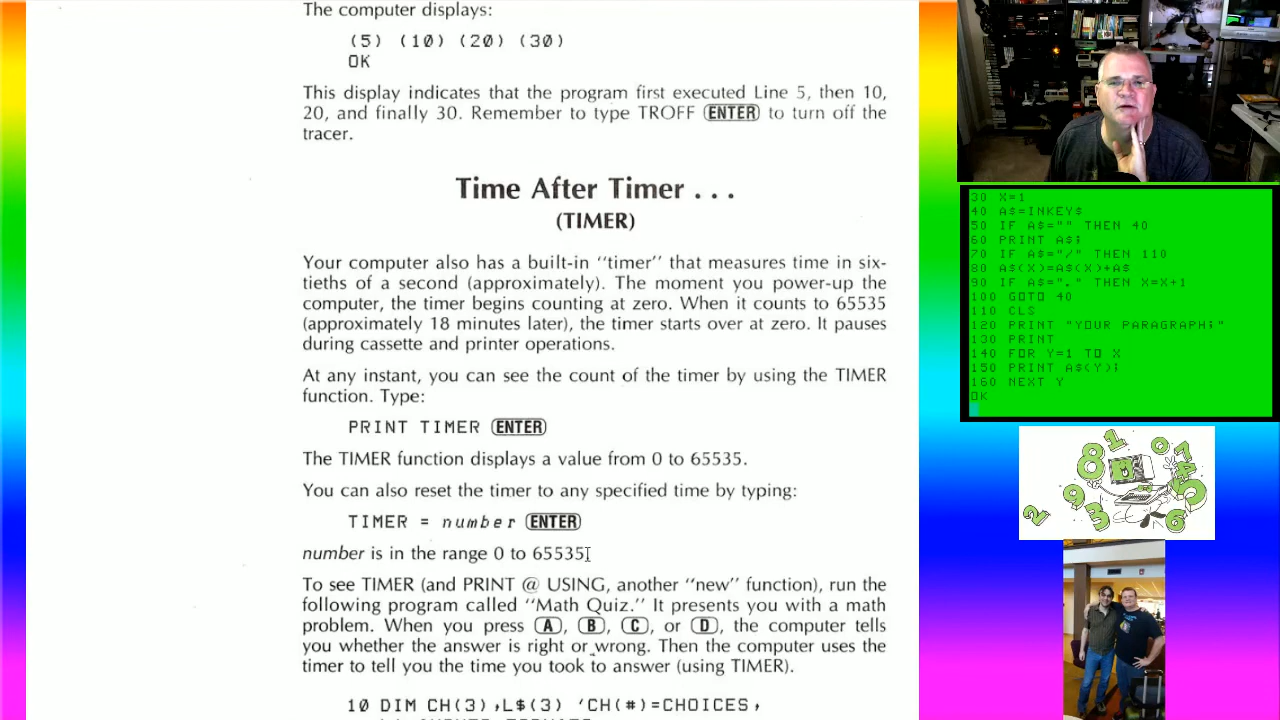 The computer displays:
(5) (10) (20) (30)
OK
This display indicates that the program first executed Line 5, then 10,
20, and finally 30. Remember to type TROFF ENTER to turn off the
tracer.
Time After Timer . . .
(TIMER)
Your computer also has a built-in "timer" that measures time in six-
tieths of a second (approximately). The moment you power-up the
computer, the timer begins counting at zero. When it counts to 65535
(approximately 18 minutes later), the timer starts over at zero. It pauses
during cassette and printer operations.
At any instant, you can see the count of the timer by using the TIMER
function. Type:
PRINT TIMER ENTER
The TIMER function displays a value from 0 to 65535.
You can also reset the timer to any specified time by typing:
TIMER = number ENTER
number is in the range 0 to 65535
To see TIMER (and PRINT @ USING, another "new" function), run the
following program called "Math Quiz." It presents you with a math
problem. When you press A, B, C, or D, the computer tells
you whether the answer is right or wrong. Then the computer uses the
timer to tell you the time you took to answer (using TIMER).
10 DIM CH(3),L$(3) 'CH(#)=CHOICES,
30 X=1
40 A$=INKEY$
50 IF A$="" THEN 40
60 PRINT A$;
70 IF A$="/" THEN 110
80 A$(X)=A$(X)+A$
90 IF A$="." THEN X=X+1
100 GOTO 40
110 CLS
120 PRINT "YOUR PARAGRAPH;"
130 PRINT
140 FOR Y=1 TO X
150 PRINT A$(Y);
160 NEXT Y
OK
8 1 0 7 4 5 6 3 9 2